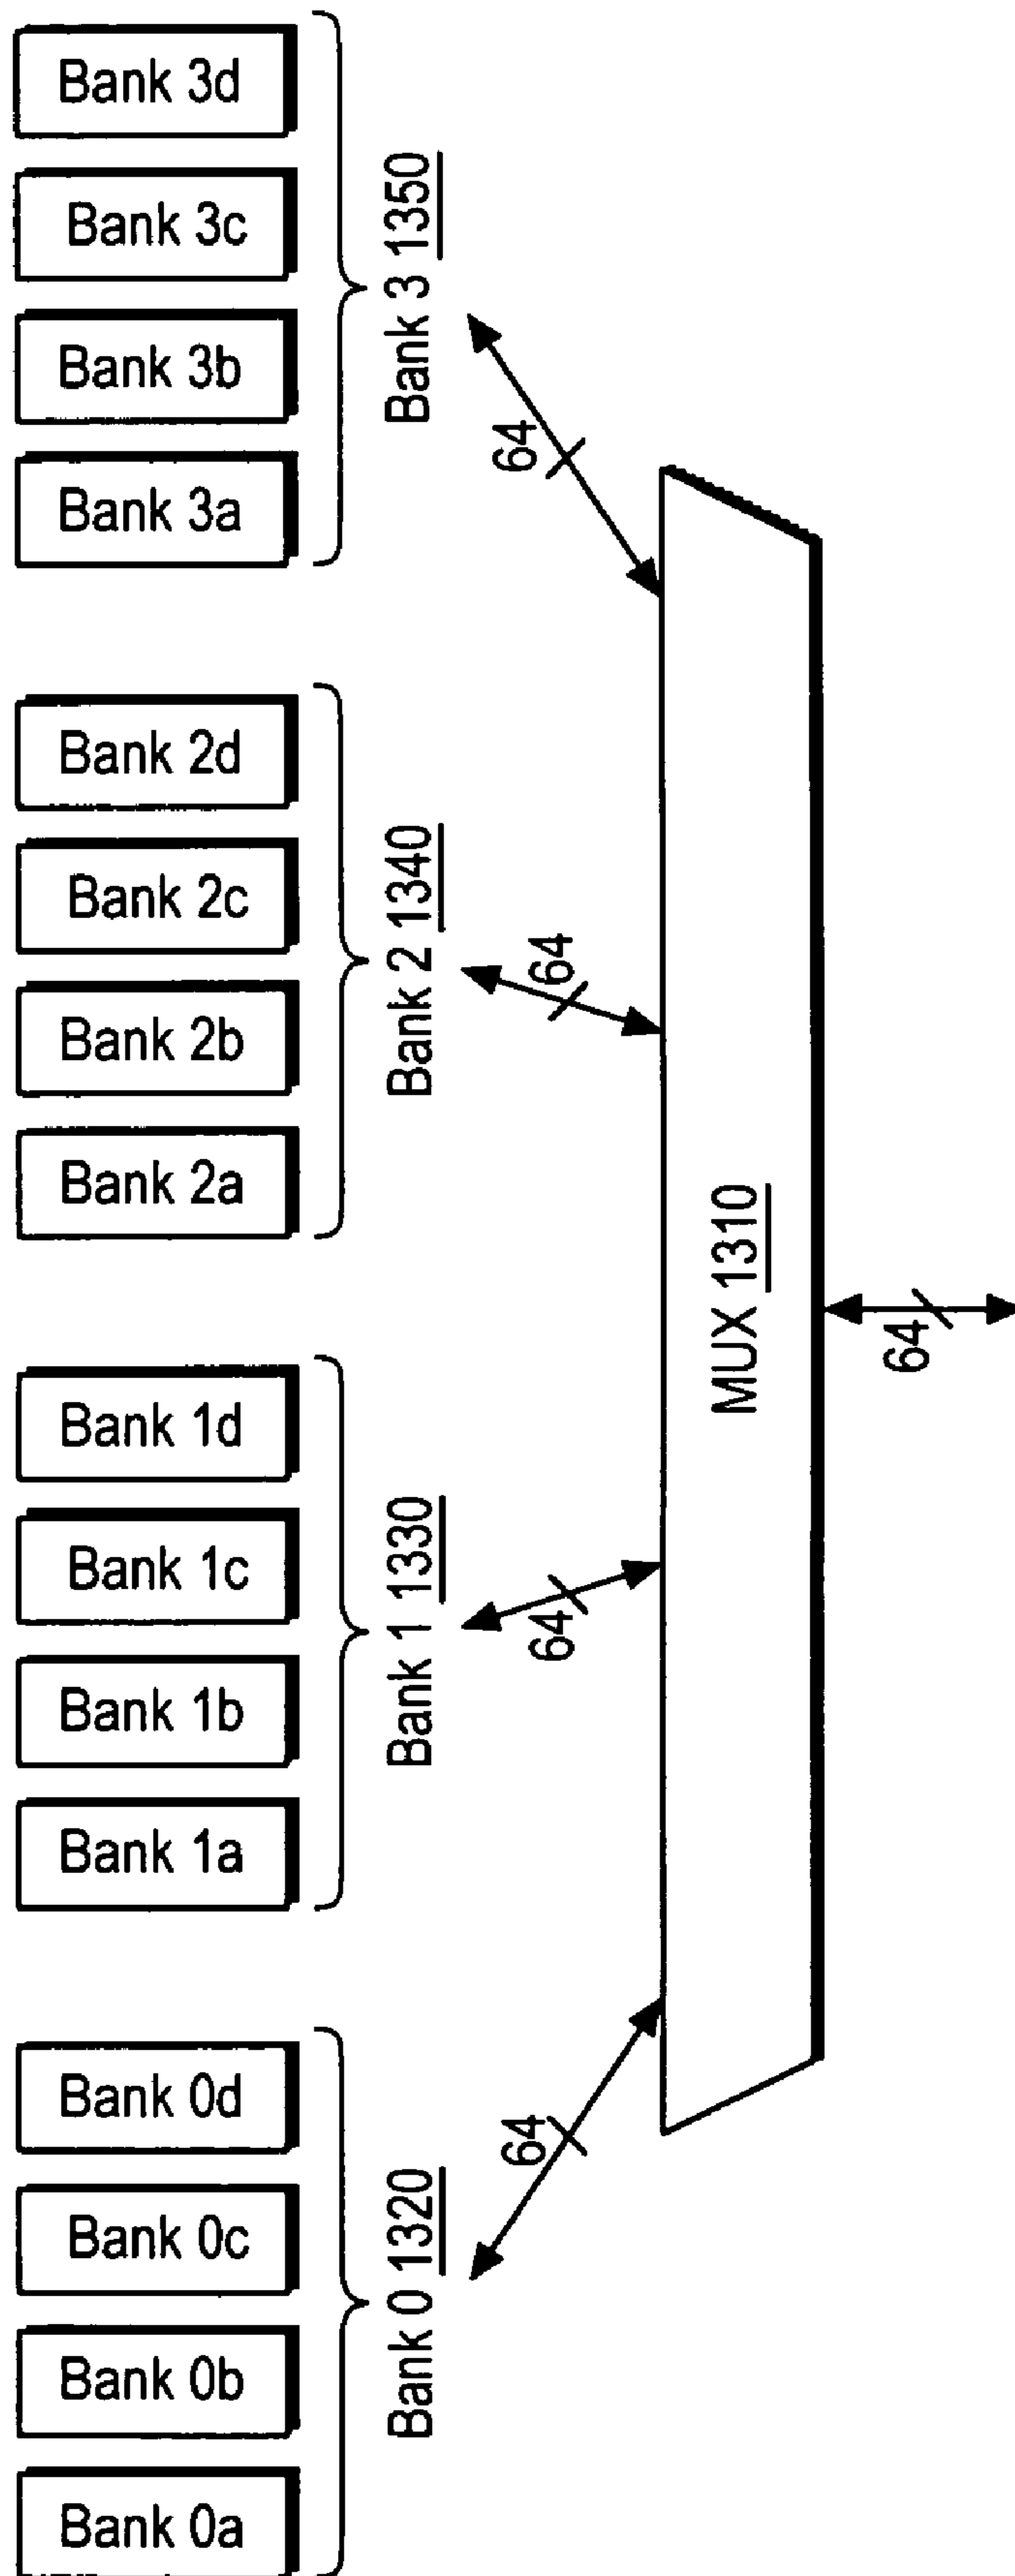 Bank 0a
Bank 0b
Bank 0c
Bank 0d
Bank 1a
Bank 1b
Bank 1c
Bank 1d
Bank 2a
Bank 2b
Bank 2c
Bank 2d
Bank 3a
Bank 3b
Bank 3c
Bank 3d
Bank 0 1320
Bank 1 1330
Bank 2 1340
Bank 3 1350
64
64
64
64
MUX 1310
64